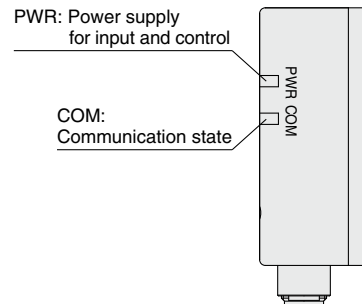 PWR: Power supply
for input and control
COM:
Communication state
PWR COM